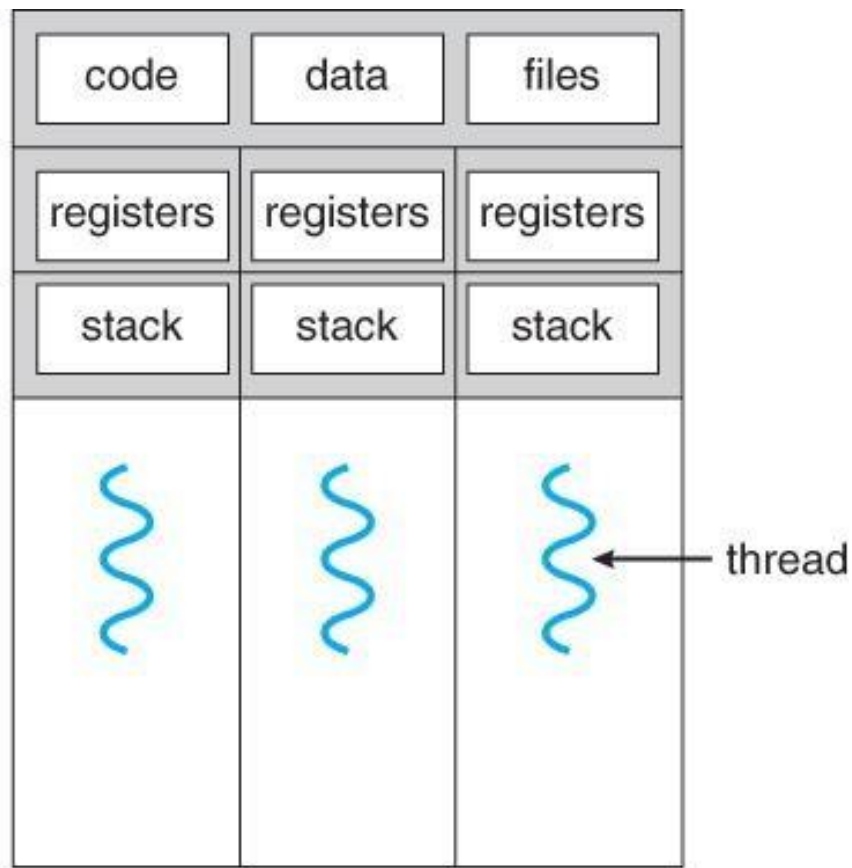 code data files
registers registers registers
stack stack stack
thread